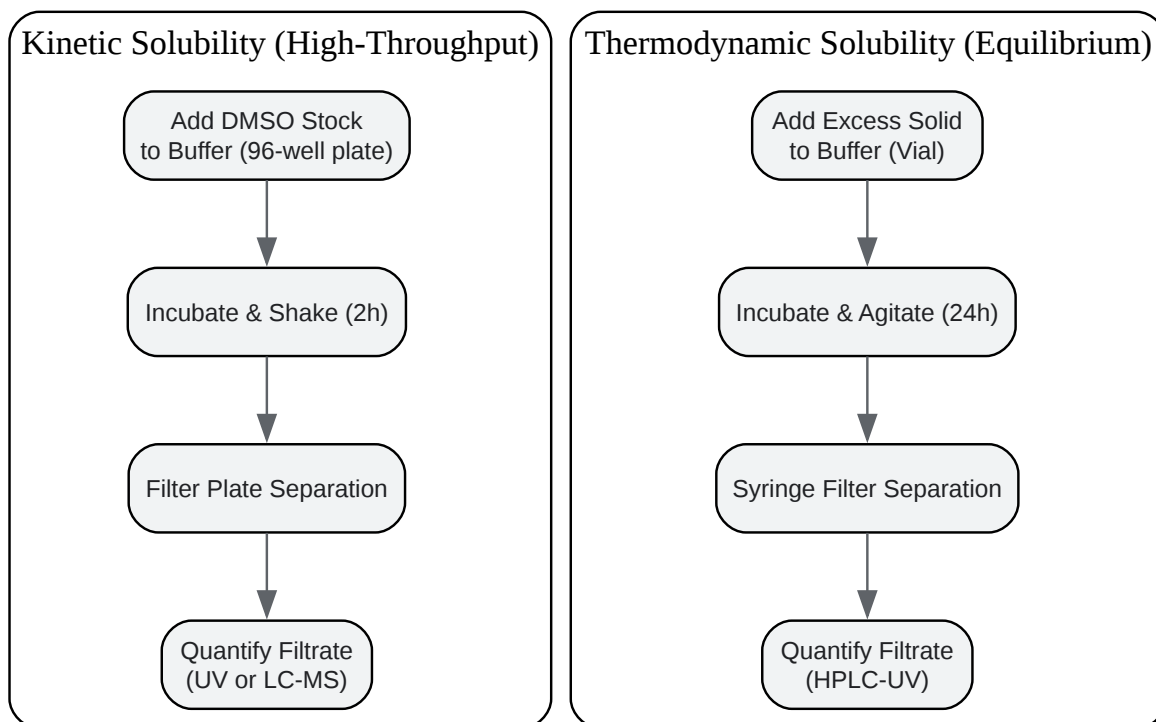 Kinetic Solubility (High-Throughput)
Add DMSO Stock
to Buffer (96-well plate)
Incubate & Shake (2h)
Filter Plate Separation
Quantify Filtrate
(UV or LC-MS)
Thermodynamic Solubility (Equilibrium)
Add Excess Solid
to Buffer (Vial)
Incubate & Agitate (24h)
Syringe Filter Separation
Quantify Filtrate
(HPLC-UV)